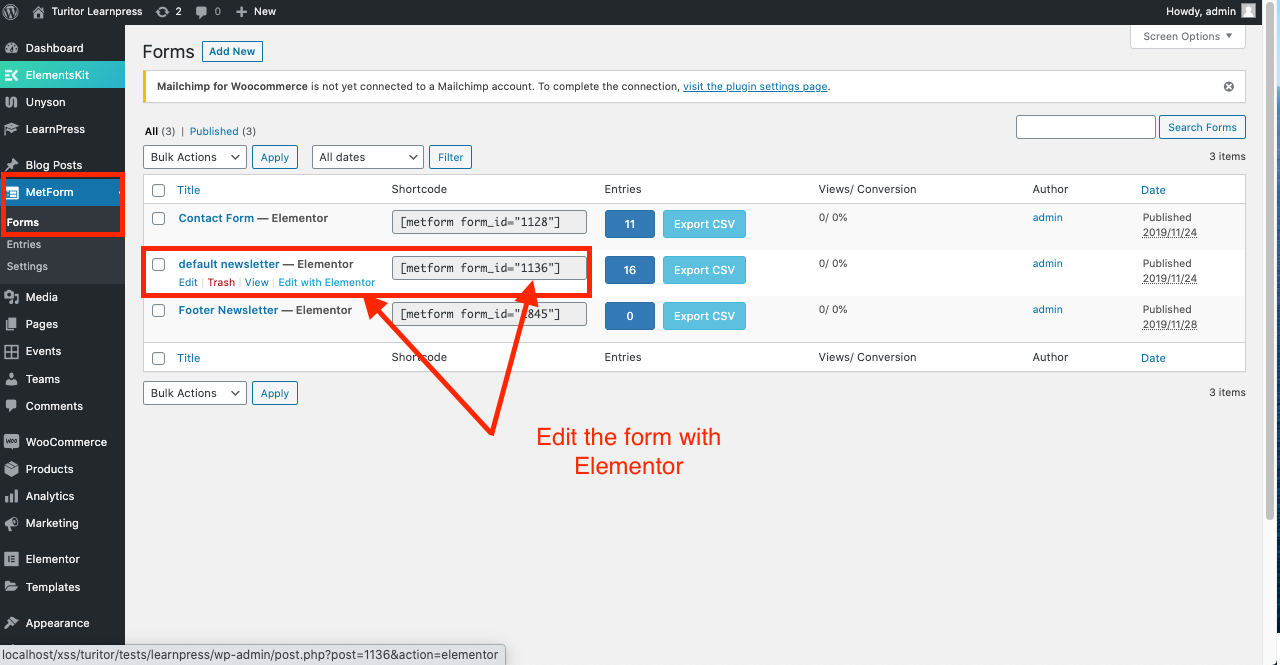 Turitor Learnpress 2 0 New Howdy, admin
Screen Options ▼
Dashboard
ElementsKit
Unyson
LearnPress
Blog Posts
MetForm
Forms
Entries
Settings
Media
Pages
Events
Teams
Comments
WooCommerce
Products
Analytics
Marketing
Elementor
Templates
Appearance
Forms Add New
Mailchimp for Woocommerce is not yet connected to a Mailchimp account. To complete the connection, visit the plugin settings page.
All (3) | Published (3)
Search Forms
Bulk Actions Apply All dates Filter 3 items
Title Shortcode Entries Views/ Conversion Author Date
Contact Form — Elementor [metform form_id="1128"] 11 Export CSV 0/ 0% admin Published
2019/11/24
default newsletter — Elementor [metform form_id="1136"] 16 Export CSV 0/ 0% admin Published
Edit | Trash | View | Edit with Elementor 2019/11/24
Footer Newsletter — Elementor [metform form_id=" 845"] 0 Export CSV 0/ 0% admin Published
2019/11/28
Title Shortcode Entries Views/ Conversion Author Date
Bulk Actions Apply 3 items
Edit the form with
Elementor
localhost/xss/turitor/tests/learnpress/wp-admin/post.php?post=1136&action=elementor